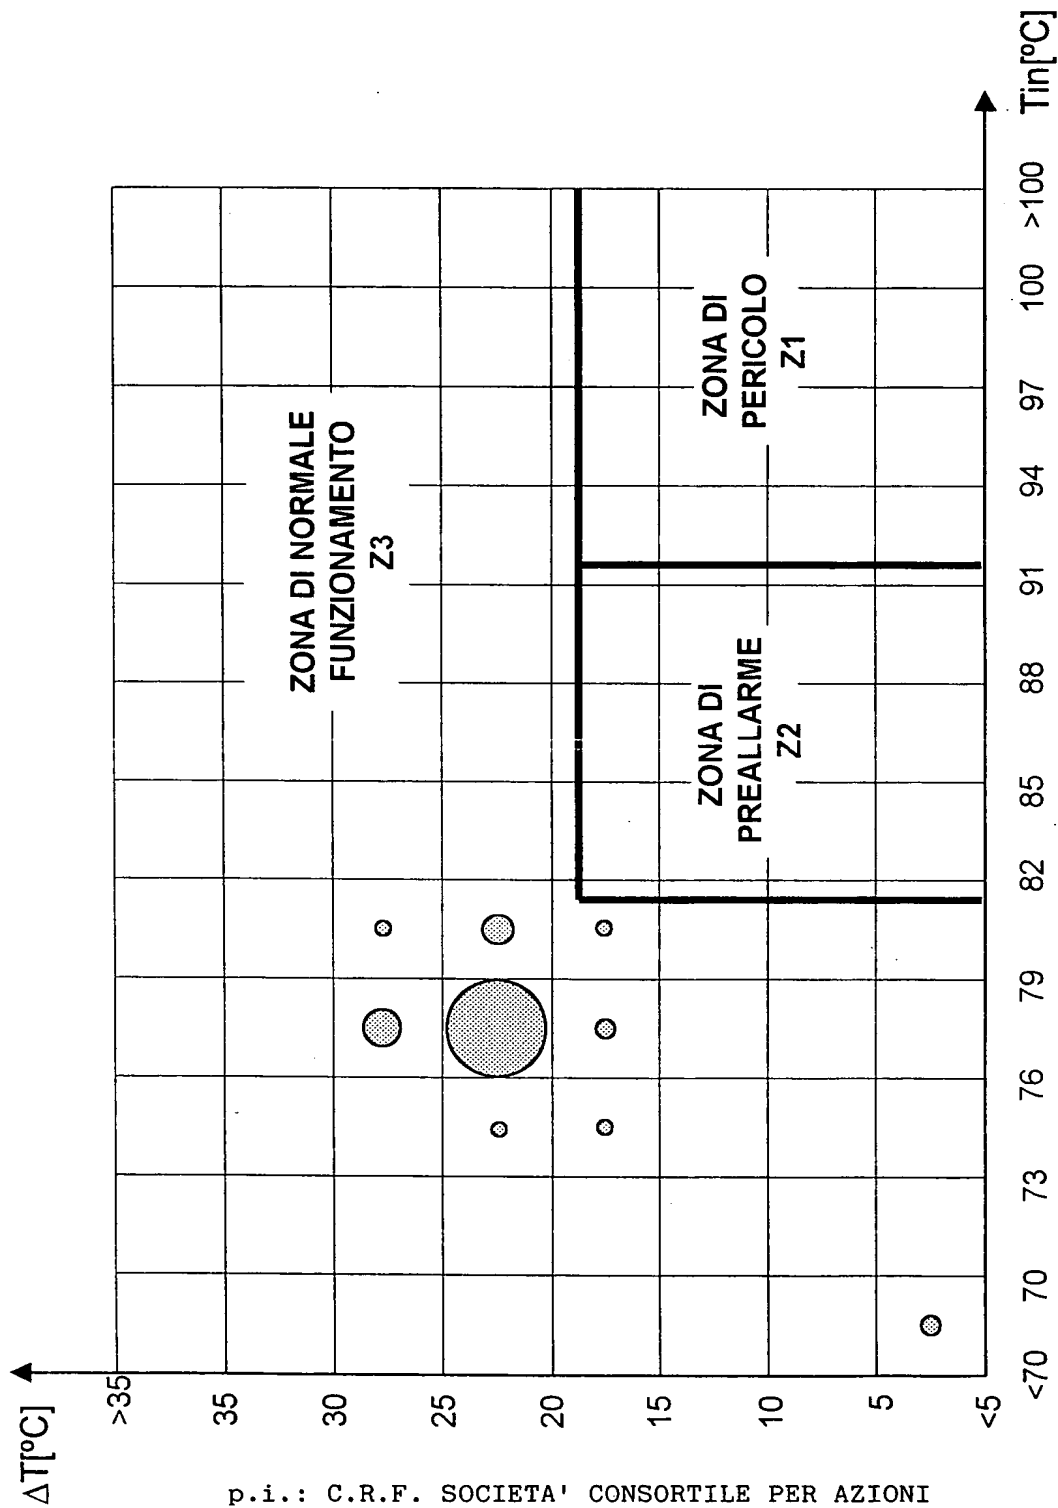 ΔT[ºC]
>35
35
30
25
20
15
10
5
<5
ZONA DI NORMALE
FUNZIONAMENTO
Z3
ZONA DI
PREALLARME
Z2
ZONA DI
PERICOLO
Z1
<70 70 73 76 79 82 85 88 91 94 97 100 >100 Tin[ºC]
p.i.: C.R.F. SOCIETA' CONSORTILE PER AZIONI